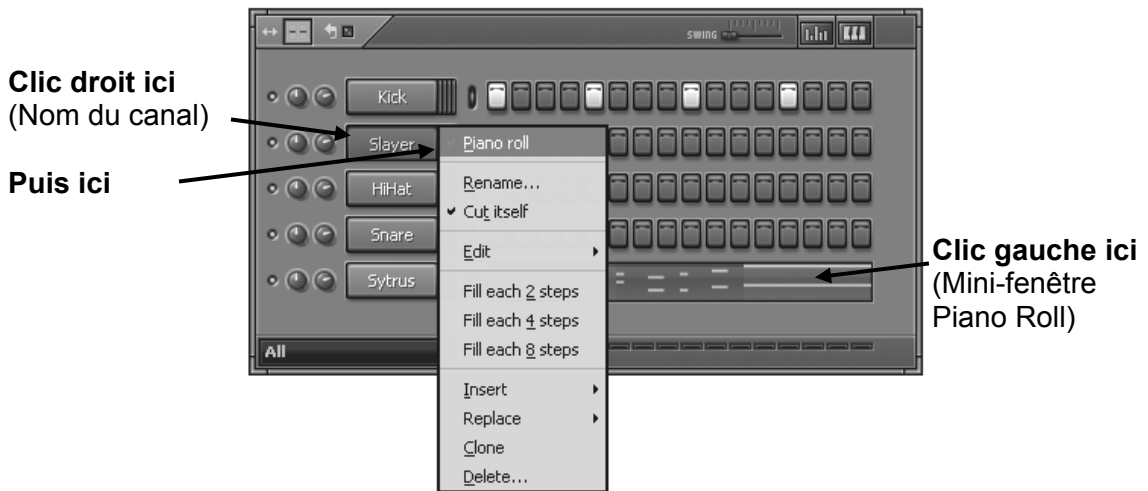 SWING
Clic droit ici
(Nom du canal)
Kick
Slayer
Piano roll
Puis ici
HiHat
Rename...
Cut itself
Snare
Edit
Clic gauche ici
(Mini-fenêtre
Piano Roll)
Sytrus
Fill each 2 steps
Fill each 4 steps
Fill each 8 steps
All
Insert
Replace
Clone
Delete...